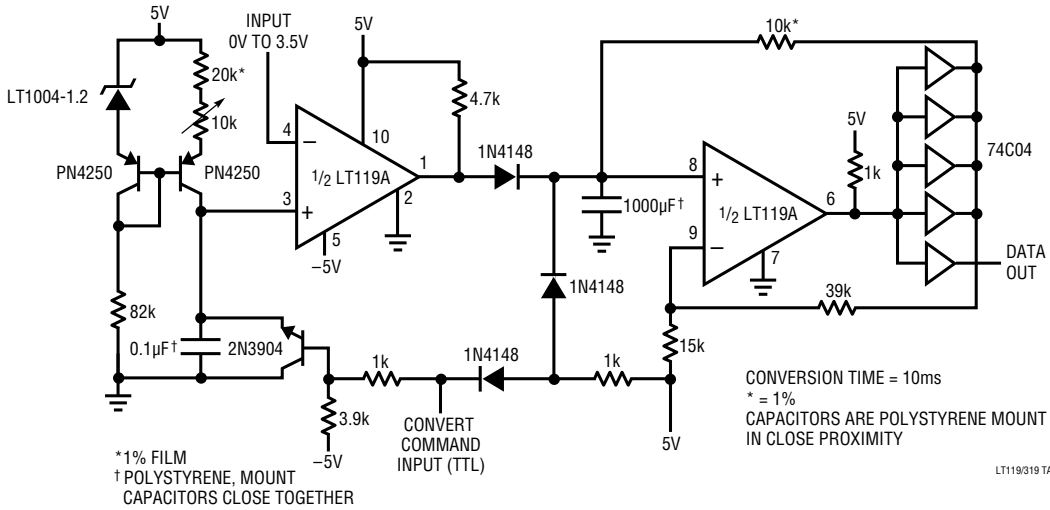 5V
LT1004-1.2
20k*
10k
PN4250
PN4250
82k
0.1µF†
2N3904
3.9k
–5V
INPUT
0V TO 3.5V
5V
4
–
10
4.7k
1/2 LT119A
1
2
3
+
5
–5V
1N4148
1000µF†
10k*
8
+
1/2 LT119A
6
9
–
7
5V
1k
74C04
DATA
OUT
1N4148
39k
15k
1k
1N4148
1k
CONVERT
COMMAND
INPUT (TTL)
5V
CONVERSION TIME = 10ms
* = 1%
CAPACITORS ARE POLYSTYRENE MOUNT
IN CLOSE PROXIMITY
*1% FILM
† POLYSTYRENE, MOUNT
CAPACITORS CLOSE TOGETHER
LT119/319 TA